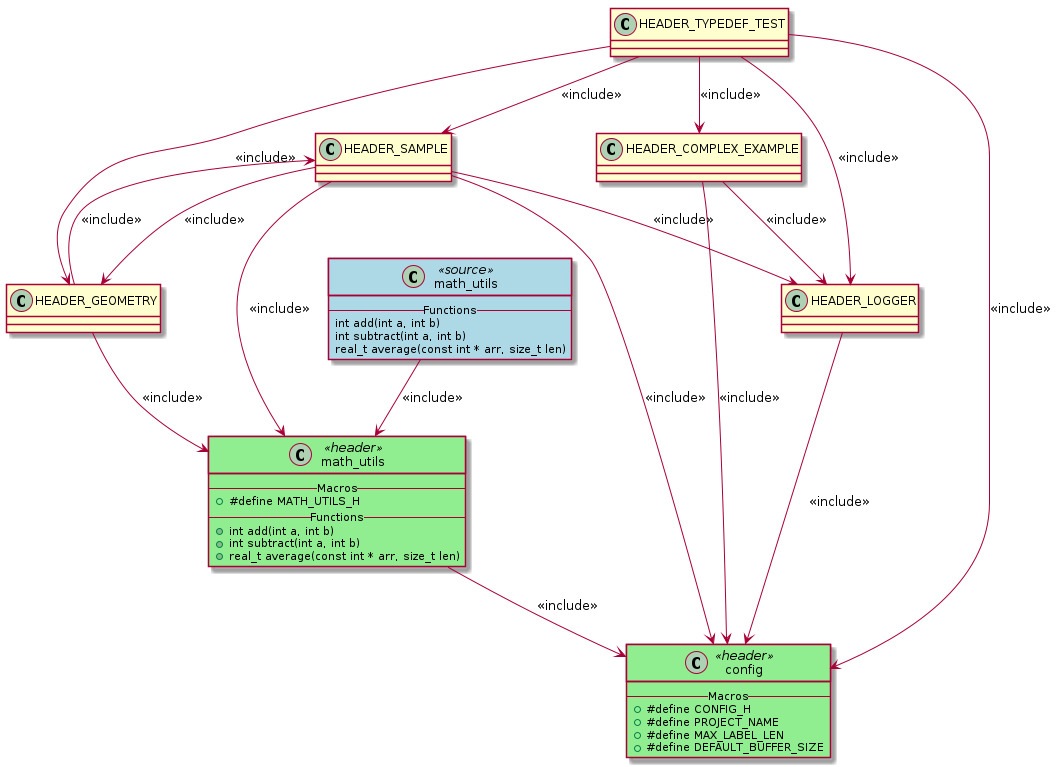 C HEADER_TYPEDEF_TEST
«include»
«include»
«include»
«include»
C HEADER_SAMPLE
C HEADER_COMPLEX_EXAMPLE
«include»
«include»
«include»
«include»
C «source»
math_utils
Functions
int add(int a, int b)
int subtract(int a, int b)
real_t average(const int * arr, size_t len)
C HEADER_GEOMETRY
C HEADER_LOGGER
«include»
«include»
«include»
«include»
«include»
«include»
C «header»
math_utils
Macros
#define MATH_UTILS_H
Functions
int add(int a, int b)
int subtract(int a, int b)
real_t average(const int * arr, size_t len)
«include»
«include»
C «header»
config
Macros
#define CONFIG_H
#define PROJECT_NAME
#define MAX_LABEL_LEN
#define DEFAULT_BUFFER_SIZE